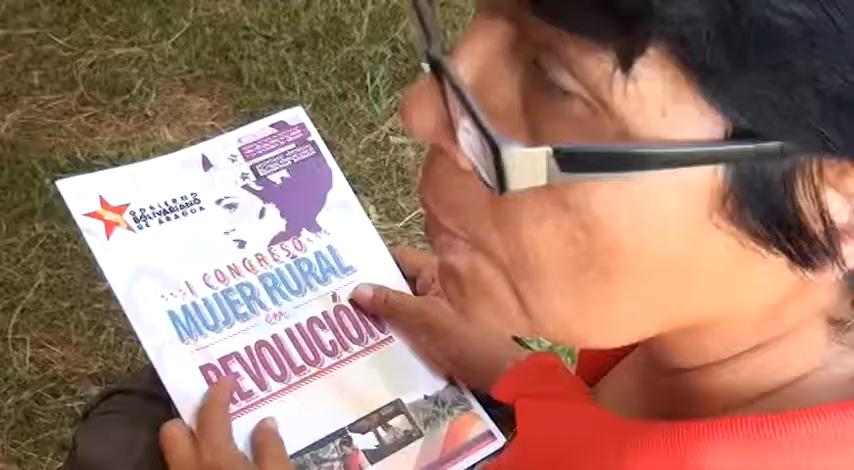 GOBIERNO
BOLIVARIANO
DE ARAGUA
I CONGRESO
MUJER RURAL
en
REVOLUCIÓN